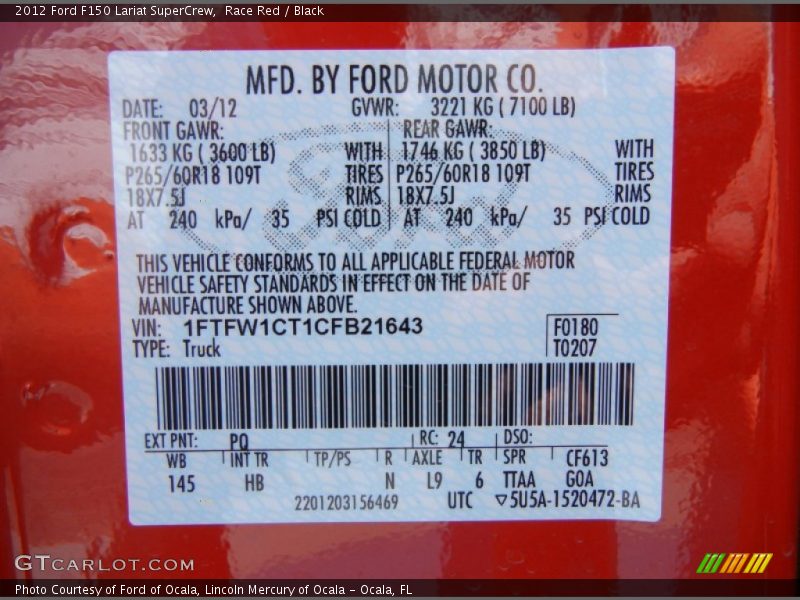 2012 Ford F150 Lariat SuperCrew,  Race Red / Black
MFD. BY FORD MOTOR CO.
DATE: 03/12 GVWR: 3221 KG ( 7100 LB)
FRONT GAWR: REAR GAWR:
1633 KG ( 3600 LB) WITH 1746 KG ( 3850 LB) WITH
P265/60R18 109T TIRES P265/60R18 109T TIRES
18X7.5J RIMS 18X7.5J RIMS
AT 240 kPa/ 35 PSI COLD AT 240 kPa/ 35 PSI COLD
THIS VEHICLE CONFORMS TO ALL APPLICABLE FEDERAL MOTOR
VEHICLE SAFETY STANDARDS IN EFFECT ON THE DATE OF
MANUFACTURE SHOWN ABOVE.
VIN: 1FTFW1CT1CFB21643 F0180
TYPE: Truck T0207
EXT PNT: PQ RC: 24 DSO:
WB INT TR TP/PS R AXLE TR SPR CF613
145 HB N L9 6 TTAA G0A
2201203156469 UTC ▽5U5A-1520472-BA
GTCARLOT.COM
Photo Courtesy of Ford of Ocala, Lincoln Mercury of Ocala - Ocala, FL